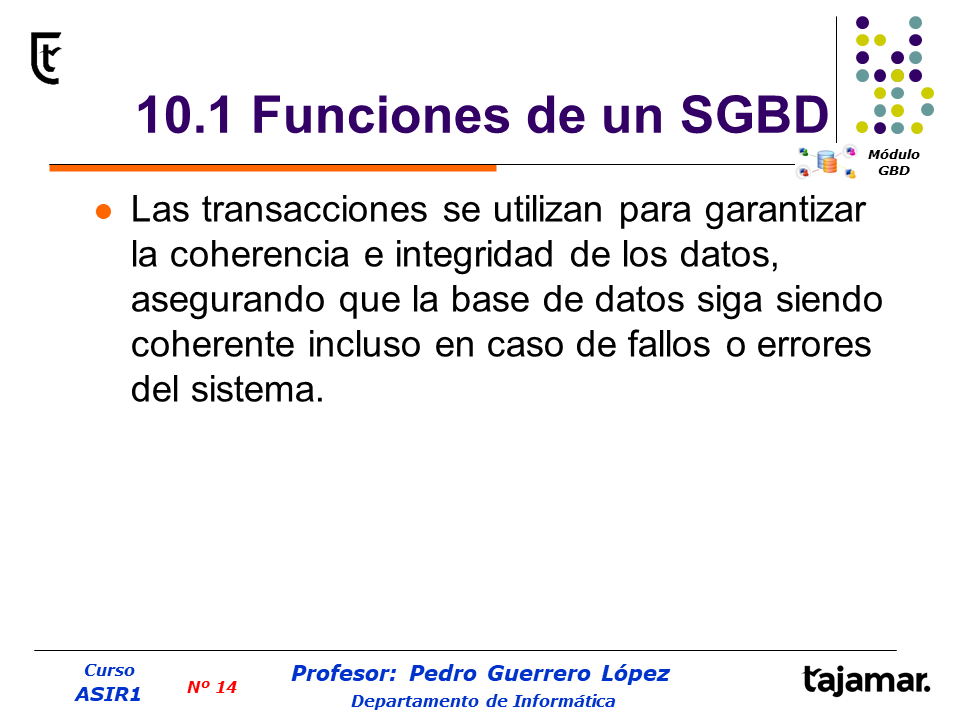 10.1 Funciones de un SGBD
Módulo
GBD
Las transacciones se utilizan para garantizar
la coherencia e integridad de los datos,
asegurando que la base de datos siga siendo
coherente incluso en caso de fallos o errores
del sistema.
Curso
ASIR1
Nº 14
Profesor: Pedro Guerrero López
Departamento de Informática
tajamar.